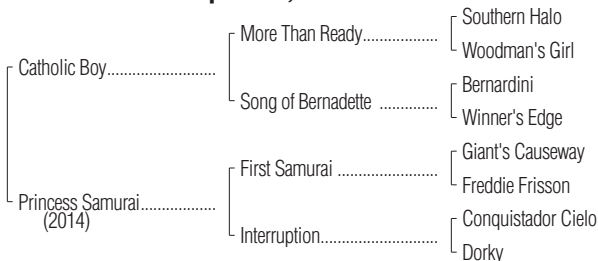 Southern Halo
More Than Ready..................
Woodman's Girl
Catholic Boy..........................
Bernardini
Song of Bernadette ..............
Winner's Edge
Giant's Causeway
First Samurai ........................
Freddie Frisson
Princess Samurai..................
(2014)
Conquistador Cielo
Interruption............................
Dorky